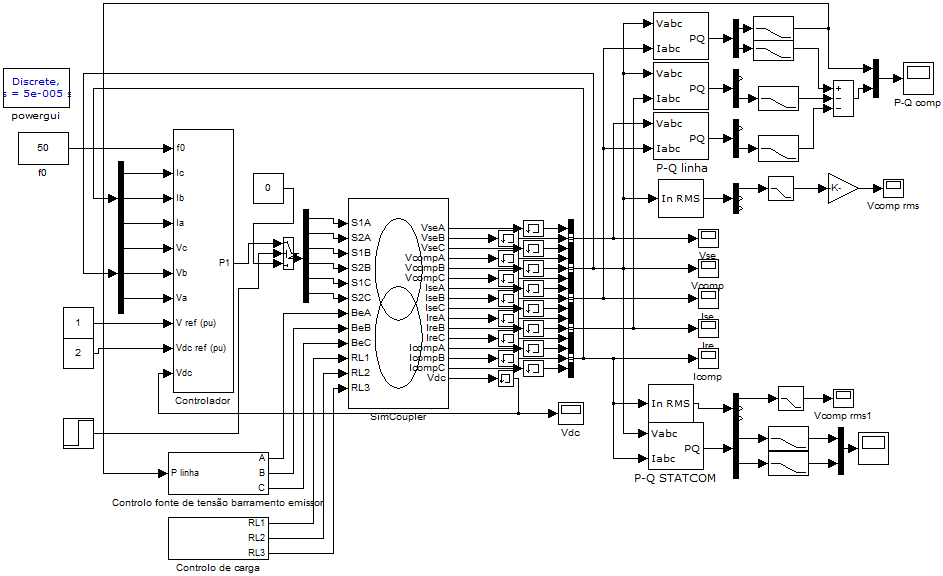 Discrete,
s = 5e-005 s
powergui
50
f0
f0
Ic
Ib
Ia
Vc
Vb
Va
V ref (pu)
Vdc ref (pu)
Vdc
P1
Controlador
1
2
0
S1A
S2A
S1B
S2B
S1C
S2C
BeA
BeB
BeC
RL1
RL2
RL3
VseA
VseB
VseC
VcompA
VcompB
VcompC
IseA
IseB
IseC
IreA
IreB
IreC
IcompA
IcompB
IcompC
Vdc
SimCoupler
P linha
A
B
C
Controlo fonte de tensão barramento emissor
RL1
RL2
RL3
Controlo de carga
Vabc
Iabc
PQ
Vabc
Iabc
PQ
Vabc
Iabc
PQ
P-Q linha
+
−
−
P-Q comp
In RMS
-K-
Vcomp rms
Vse
Vcomp
Ise
Ire
Icomp
Vdc
In RMS
Vcomp rms1
Vabc
Iabc
PQ
P-Q STATCOM